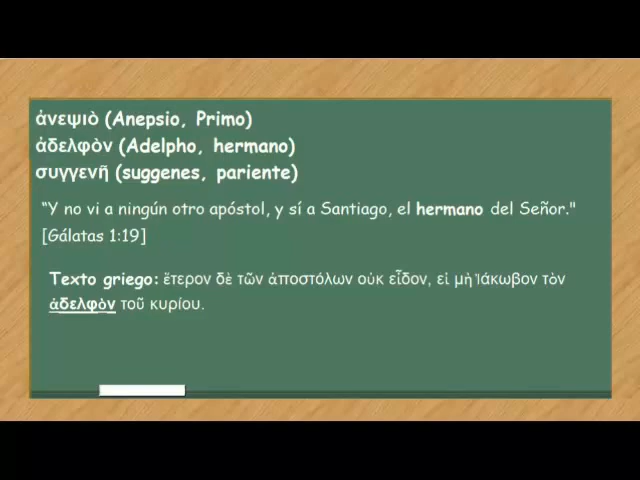 ἀνεψιὸ (Anepsio, Primo)
ἀδελφὸν (Adelpho, hermano)
συγγενῆ (suggenes, pariente)
“Y no vi a ningún otro apóstol, y sí a Santiago, el hermano del Señor."
[Gálatas 1:19]
Texto griego: ἕτερον δὲ τῶν ἀποστόλων οὐκ εἶδον, εἰ μὴ Ἰάκωβον τὸν
ἀδελφὸν τοῦ κυρίου.